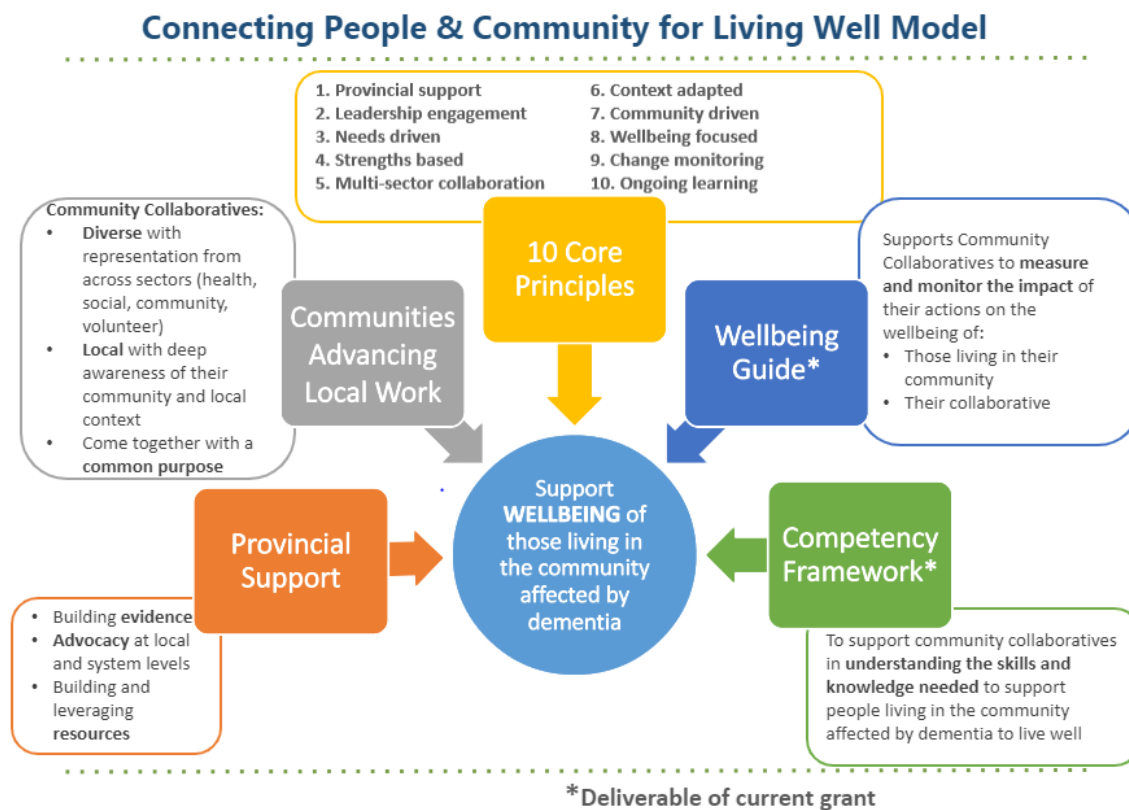 Connecting People & Community for Living Well Model
1. Provincial support
2. Leadership engagement
3. Needs driven
4. Strengths based
5. Multi-sector collaboration
6. Context adapted
7. Community driven
8. Wellbeing focused
9. Change monitoring
10. Ongoing learning
10 Core
Principles
Community Collaboratives:
• Diverse with
representation from
across sectors (health,
social, community,
volunteer)
• Local with deep
awareness of their
community and local
context
• Come together with a
common purpose
Communities
Advancing
Local Work
Wellbeing
Guide*
Supports Community
Collaboratives to measure
and monitor the impact of
their actions on the
wellbeing of:
• Those living in their
community
• Their collaborative
Provincial
Support
• Building evidence
• Advocacy at local
and system levels
• Building and
leveraging
resources
Support
WELLBEING of
those living in
the community
affected by
dementia
Competency
Framework*
To support community collaboratives
in understanding the skills and
knowledge needed to support
people living in the community
affected by dementia to live well
*Deliverable of current grant